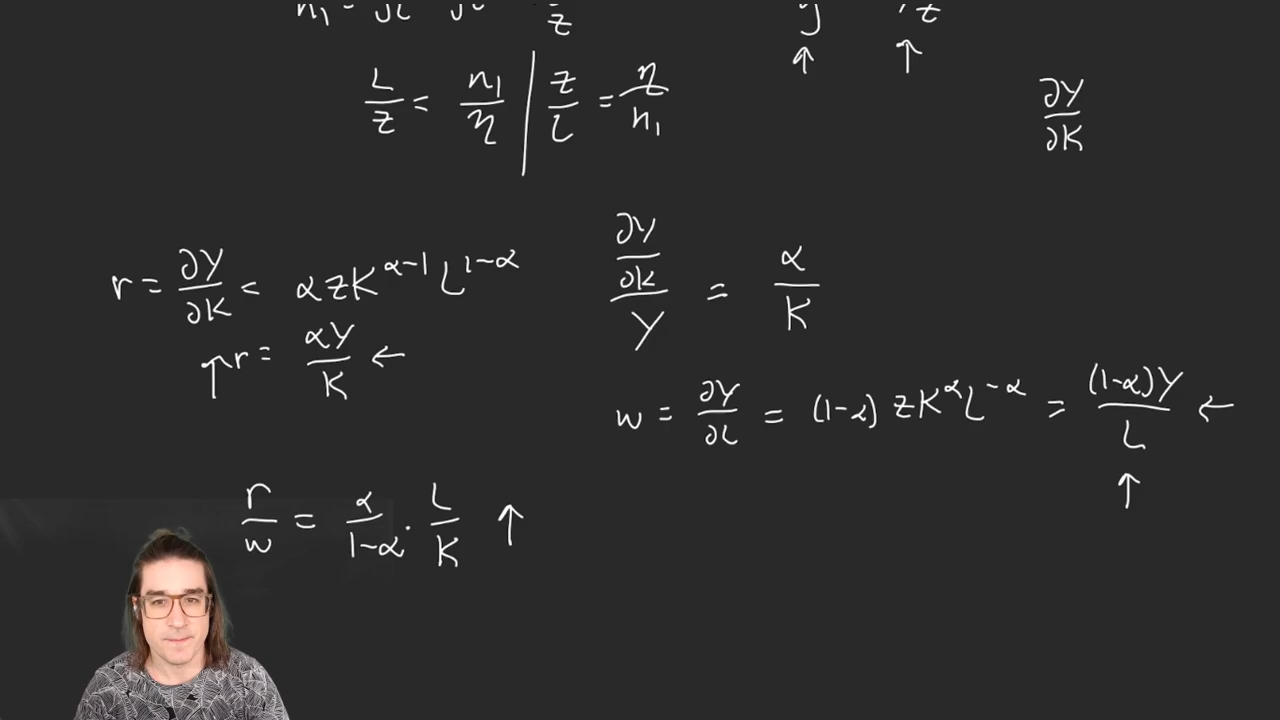 L/z = n₁/η | z/L = η/n₁
∂Y/∂K
r = ∂Y/∂K = αzK^(α-1) L^(1-α)
(∂Y/∂K)/Y = α/K
↑r = αY/K ←
w = ∂Y/∂L = (1-α) zK^α L^(-α) = (1-α)Y/L ←
↑
r/w = α/(1-α) · L/K ↑